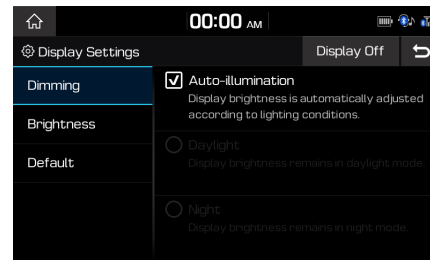 00:00 AM
Display Settings
Display Off
Dimming
Auto-illumination
Display brightness is automatically adjusted
according to lighting conditions.
Brightness
Daylight
Display brightness remains in daylight mode.
Default
Night
Display brightness remains in night mode.